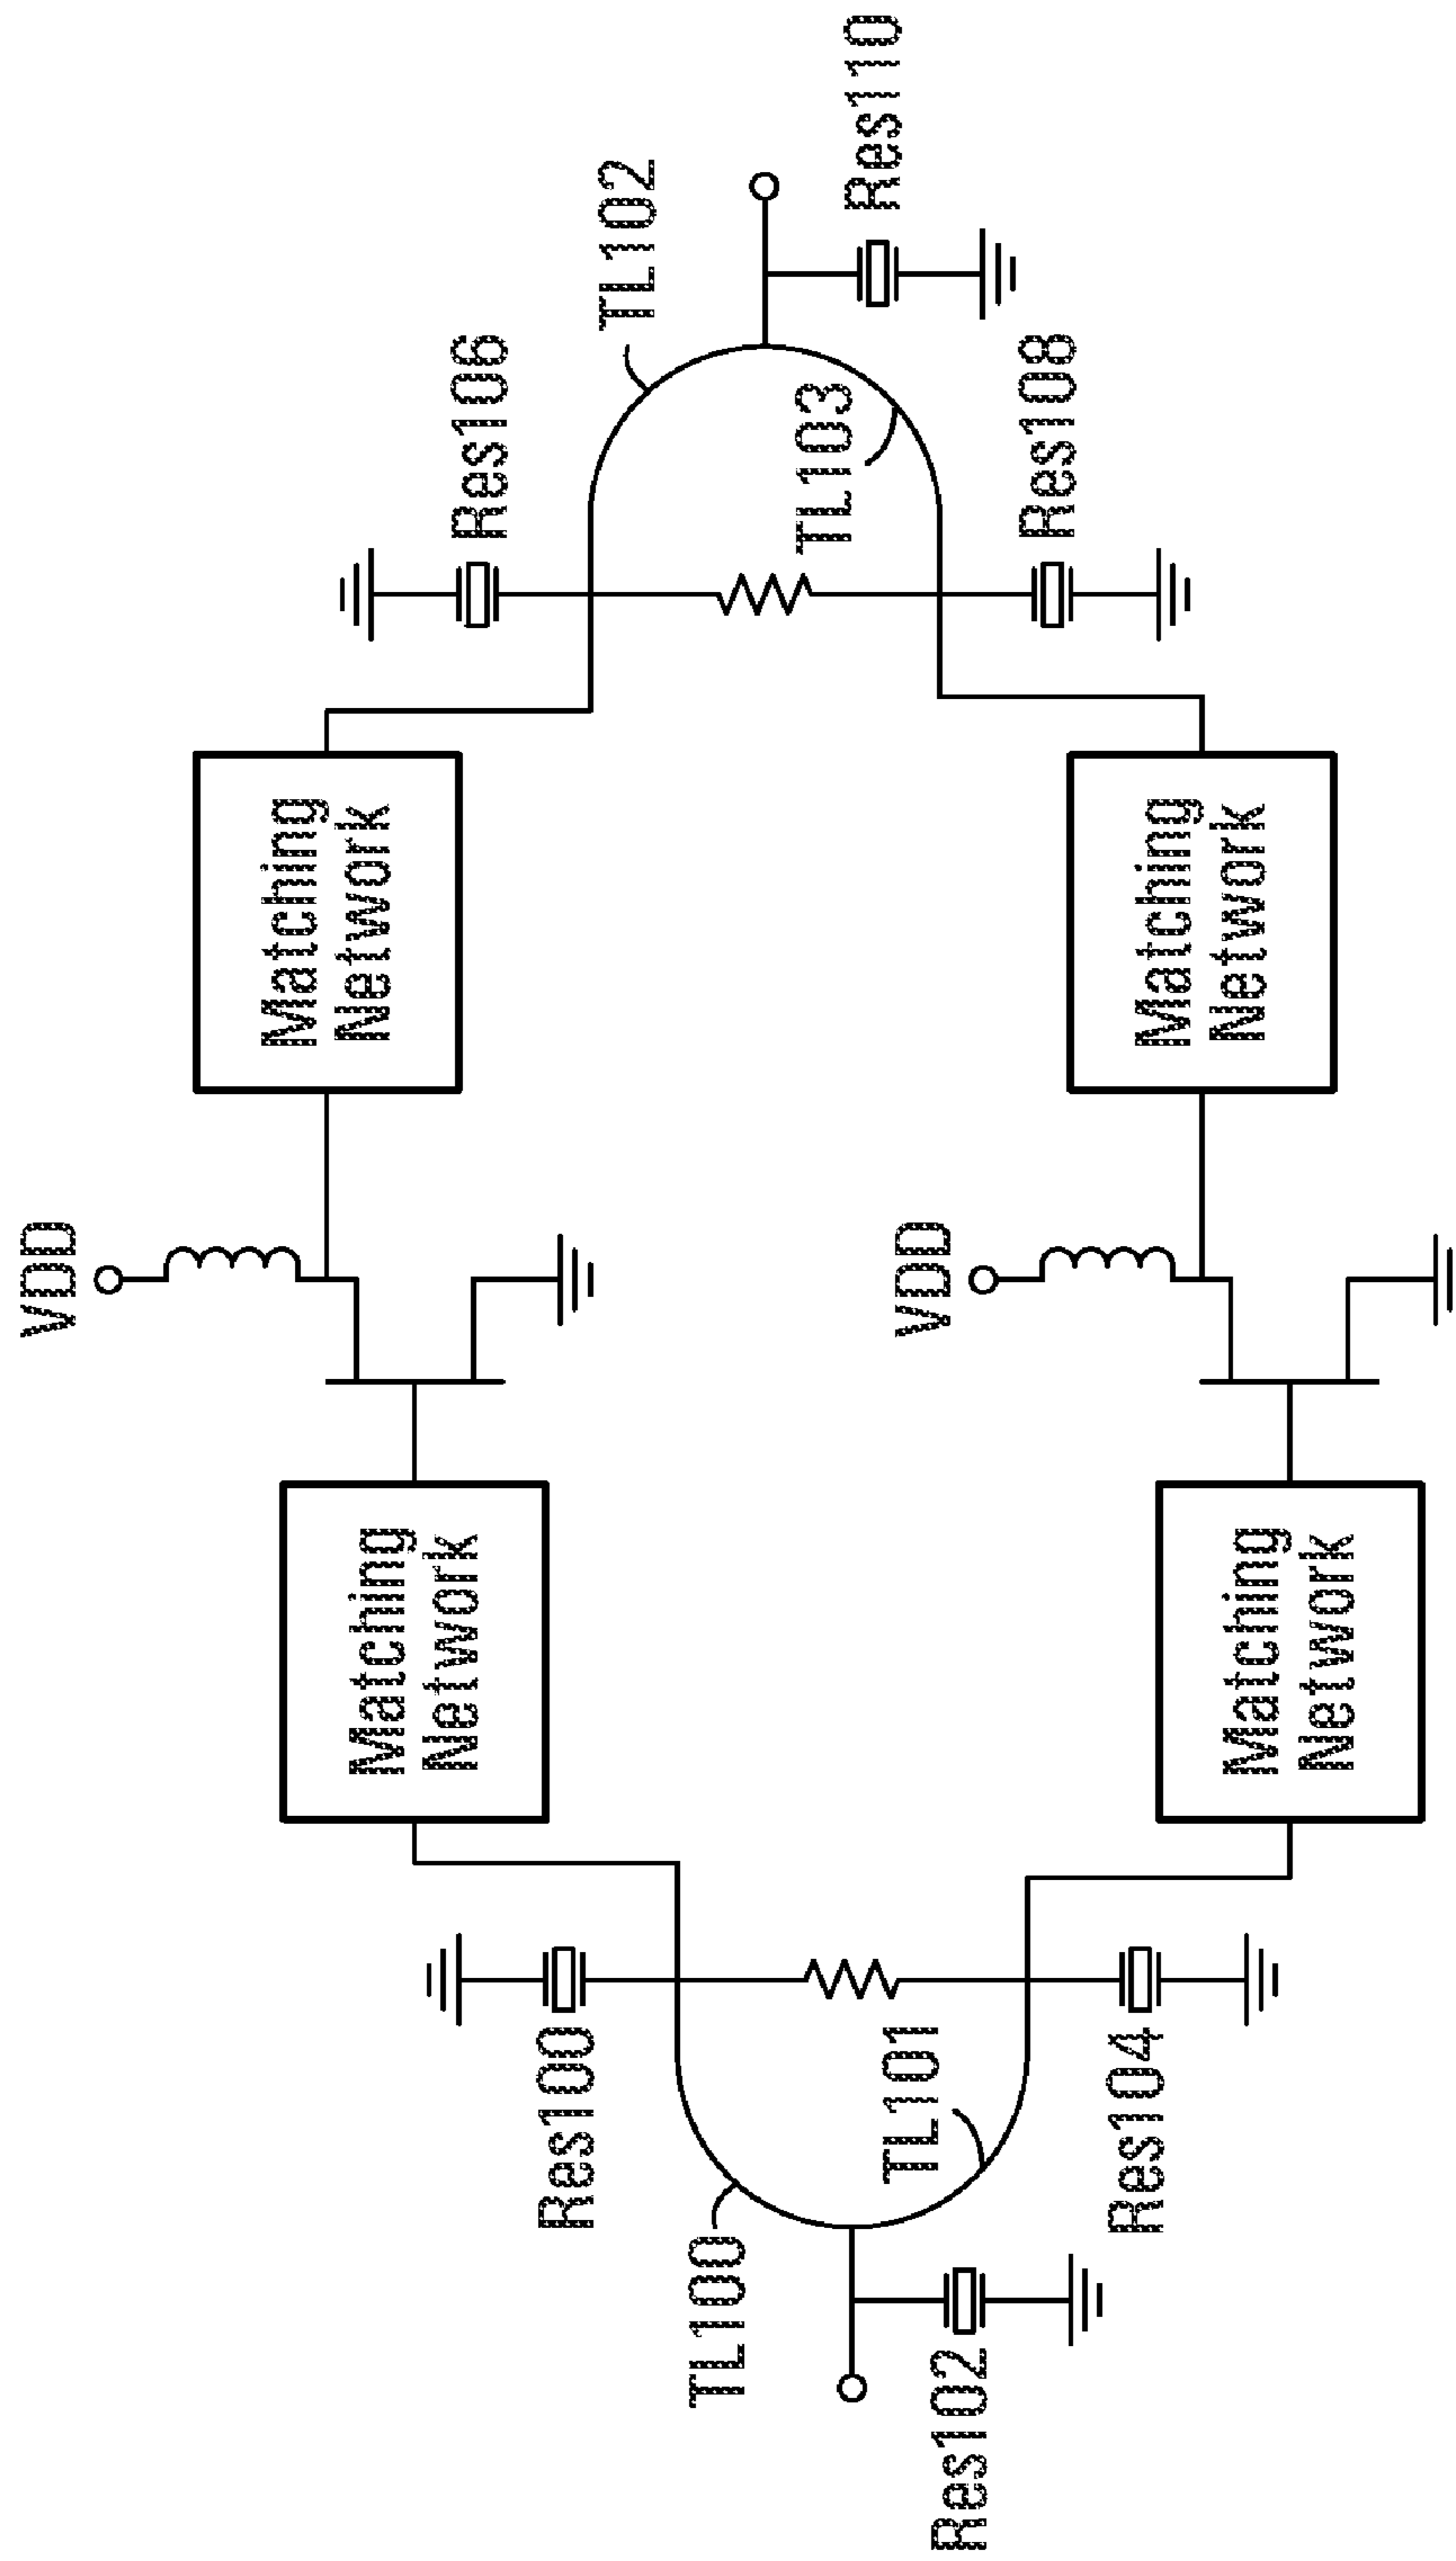 VDD
VDD
Matching
Network
Matching
Network
Matching
Network
Matching
Network
TL100
TL101
TL102
TL103
Res100
Res102
Res104
Res106
Res108
Res110